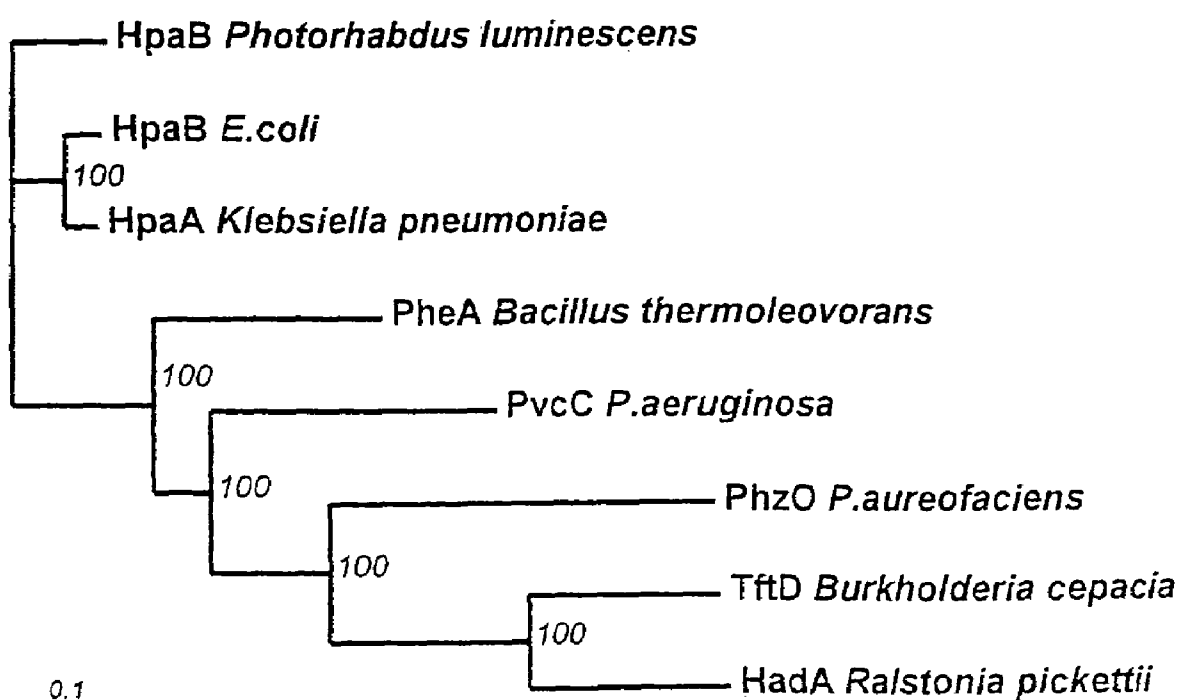 HpaB Photorhabdus luminescens
HpaB E.coli
100
HpaA Klebsiella pneumoniae
PheA Bacillus thermoleovorans
100
PvcC P.aeruginosa
100
PhzO P.aureofaciens
100
TftD Burkholderia cepacia
100
HadA Ralstonia pickettii
0.1